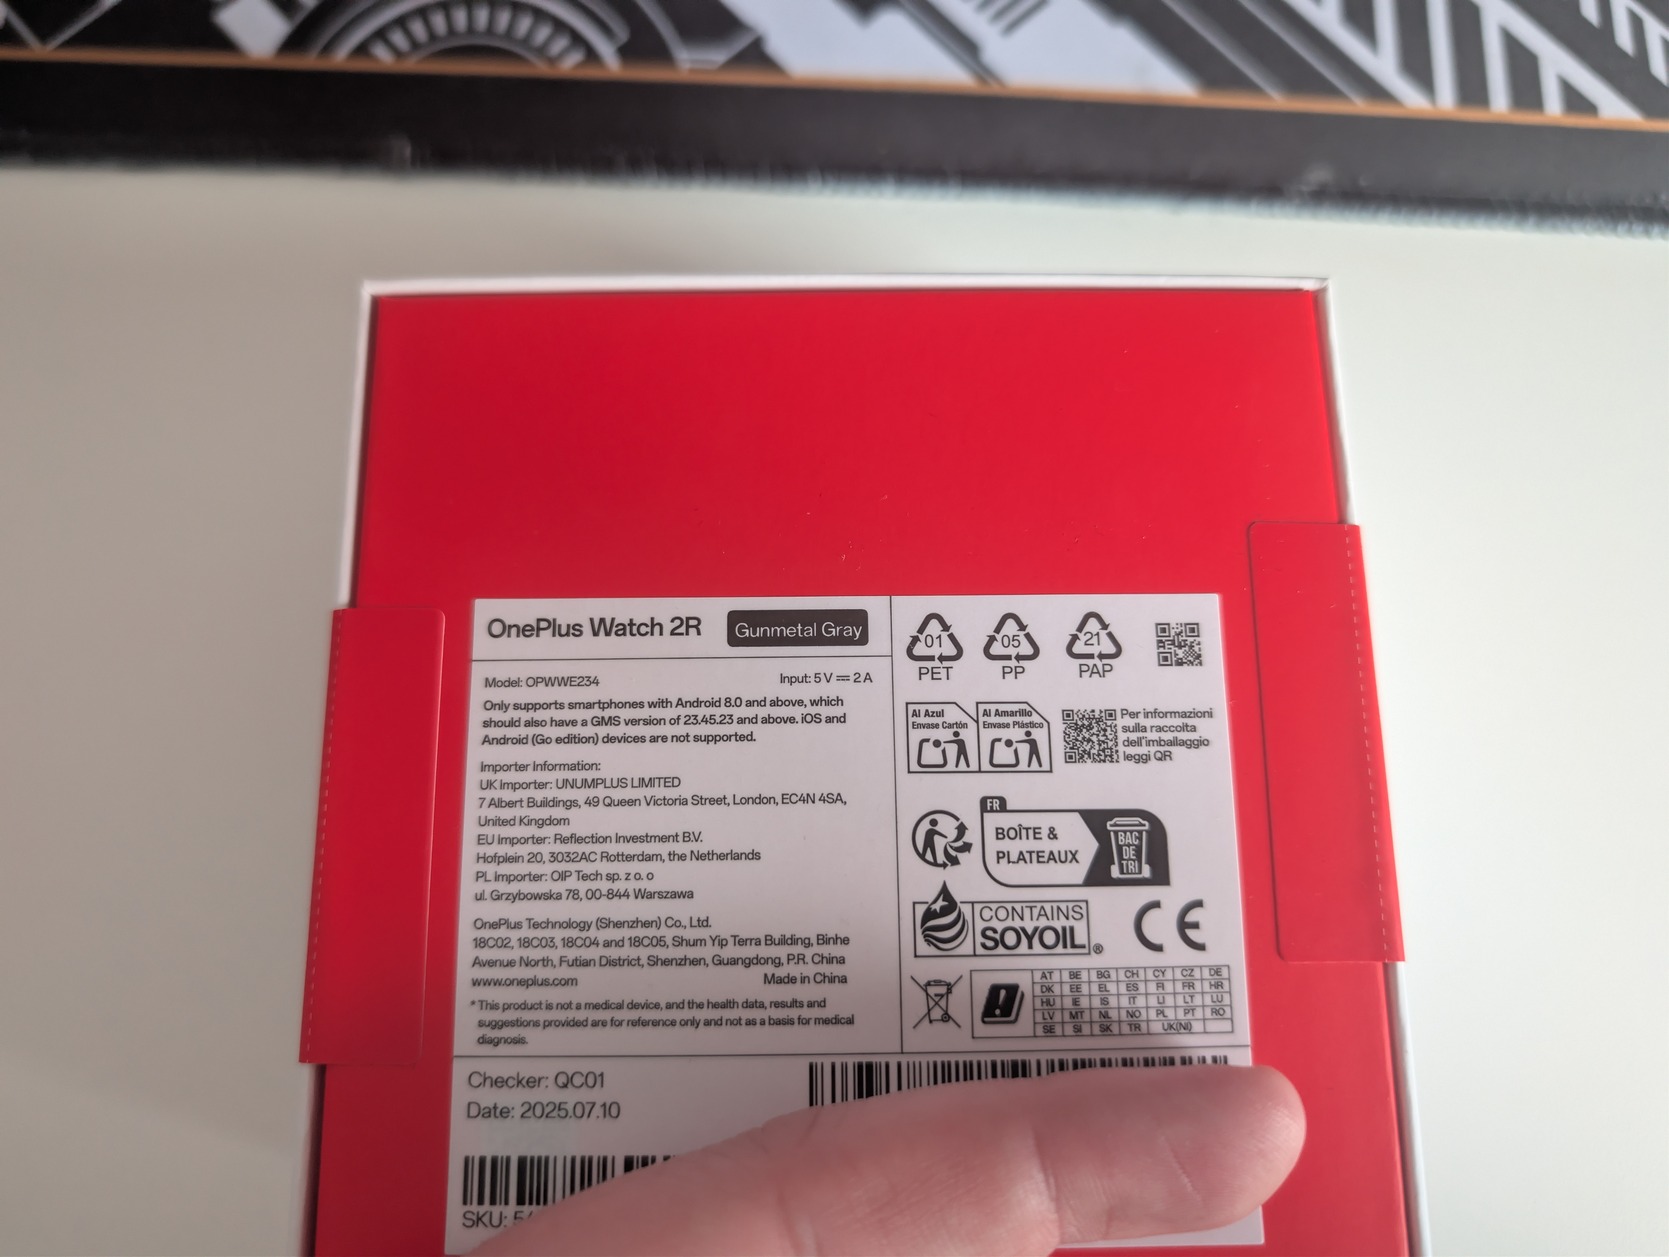 OnePlus Watch 2R
Gunmetal Gray
Model: OPWWE234
Input: 5 V ⎓ 2 A
Only supports smartphones with Android 8.0 and above, which
should also have a GMS version of 23.45.23 and above. iOS and
Android (Go edition) devices are not supported.
Importer Information:
UK Importer: UNUMPLUS LIMITED
7 Albert Buildings, 49 Queen Victoria Street, London, EC4N 4SA,
United Kingdom
EU Importer: Reflection Investment B.V.
Hofplein 20, 3032AC Rotterdam, the Netherlands
PL Importer: OIP Tech sp. z o. o
ul. Grzybowska 78, 00-844 Warszawa
OnePlus Technology (Shenzhen) Co., Ltd.
18C02, 18C03, 18C04 and 18C05, Shum Yip Terra Building, Binhe
Avenue North, Futian District, Shenzhen, Guangdong, P.R. China
www.oneplus.com
Made in China
* This product is not a medical device, and the health data, results and
suggestions provided are for reference only and not as a basis for medical
diagnosis.
01
PET
05
PP
21
PAP
Al Azul
Envase Cartón
Al Amarillo
Envase Plástico
Per informazioni
sulla raccolta
dell'imballaggio
leggi QR
FR
BOÎTE &
PLATEAUX
BAC
DE
TRI
CONTAINS
SOYOIL®
CE
AT BE BG CH CY CZ DE
DK EE EL ES FI FR HR
HU IE IS IT LI LT LU
LV MT NL NO PL PT RO
SE SI SK TR UK(NI)
Checker: QC01
Date: 2025.07.10
SKU: